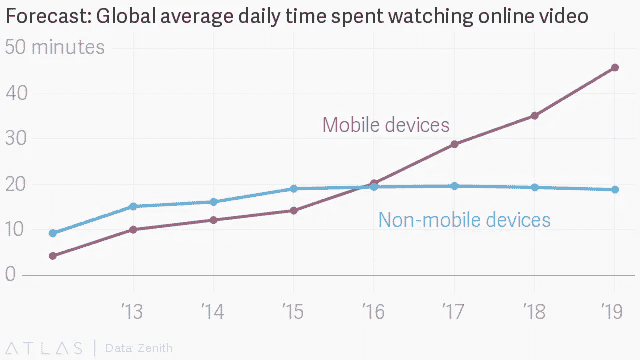 Forecast: Global average daily time spent watching online video
50 minutes
40
30
20
10
0
Mobile devices
Non-mobile devices
'13 '14 '15 '16 '17 '18 '19
ATLAS | Data: Zenith